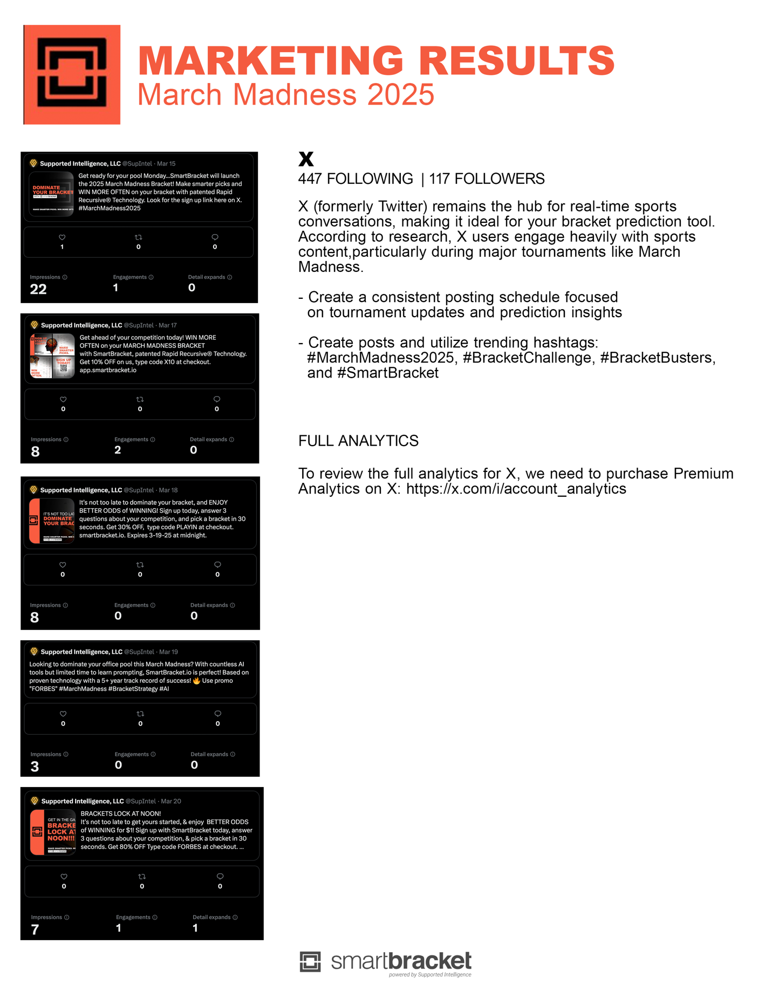 MARKETING RESULTS
March Madness 2025
Supported Intelligence, LLC @SupIntel · Mar 15
DOMINATE
YOUR BRACKET
WITH smartbracket
MAKE SMARTER PICKS. WIN MORE OFT
Get ready for your pool Monday...SmartBracket will launch
the 2025 March Madness Bracket! Make smarter picks and
WIN MORE OFTEN on your bracket with patented Rapid
Recursive® Technology. Look for the sign up link here on X.
#MarchMadness2025
1 0 0
Impressions Engagements Detail expands
22 1 0
Supported Intelligence, LLC @SupIntel · Mar 17
MAKE
SMARTER
PICKS.
SIGN UP
TODAY!
WIN
MORE
OFTEN.
Get ahead of your competition today! WIN MORE
OFTEN on your MARCH MADNESS BRACKET
with SmartBracket, patented Rapid Recursive® Technology.
Get 10% OFF on us, type code X10 at checkout.
app.smartbracket.io
0 0 0
Impressions Engagements Detail expands
8 2 0
Supported Intelligence, LLC @SupIntel · Mar 18
IT'S NOT TOO LAT
DOMINATE
YOUR BRAC
MAKE SMARTER PICKS. WIN
It's not too late to dominate your bracket, and ENJOY
BETTER ODDS of WINNING! Sign up today, answer 3
questions about your competition, and pick a bracket in 30
seconds. Get 30% OFF, type code PLAYIN at checkout.
smartbracket.io. Expires 3-19-25 at midnight.
0 0 0
Impressions Engagements Detail expands
8 0 0
Supported Intelligence, LLC @SupIntel · Mar 19
Looking to dominate your office pool this March Madness? With countless AI
tools but limited time to learn prompting, SmartBracket.io is perfect! Based on
proven technology with a 5+ year track record of success! 🔥 Use promo
"FORBES" #MarchMadness #BracketStrategy #AI
0 0 0
Impressions Engagements Detail expands
3 0 0
Supported Intelligence, LLC @SupIntel · Mar 20
GET IN THE GA
BRACKE
LOCK AT
NOON!!!
MAKE SMARTER PICKS. WI
BRACKETS LOCK AT NOON!
It's not too late to get yours started, & enjoy BETTER ODDS
of WINNING for $1! Sign up with SmartBracket today, answer
3 questions about your competition, & pick a bracket in 30
seconds. Get 80% OFF Type code FORBES at checkout. ...
0 0 0
Impressions Engagements Detail expands
7 1 1
X
447 FOLLOWING | 117 FOLLOWERS
X (formerly Twitter) remains the hub for real-time sports
conversations, making it ideal for your bracket prediction tool.
According to research, X users engage heavily with sports
content,particularly during major tournaments like March
Madness.
- Create a consistent posting schedule focused
on tournament updates and prediction insights
- Create posts and utilize trending hashtags:
#MarchMadness2025, #BracketChallenge, #BracketBusters,
and #SmartBracket
FULL ANALYTICS
To review the full analytics for X, we need to purchase Premium
Analytics on X: https://x.com/i/account_analytics
smartbracket
powered by Supported Intelligence